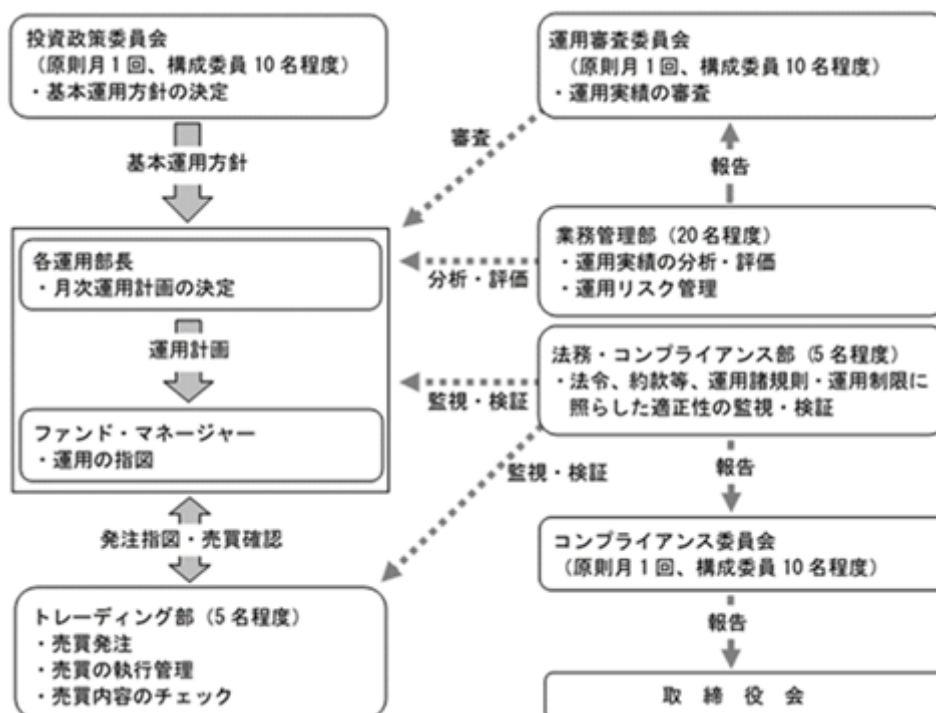 投資政策委員会
（原則月1回、構成委員10名程度）
・基本運用方針の決定
基本運用方針
各運用部長
・月次運用計画の決定
運用計画
ファンド・マネージャー
・運用の指図
発注指図・売買確認
トレーディング部（5名程度）
・売買発注
・売買の執行管理
・売買内容のチェック
運用審査委員会
（原則月1回、構成委員10名程度）
・運用実績の審査
審査
報告
業務管理部（20名程度）
・運用実績の分析・評価
・運用リスク管理
分析・評価
法務・コンプライアンス部（5名程度）
・法令、約款等、運用諸規則・運用制限に
照らした適正性の監視・検証
監視・検証
監視・検証
報告
コンプライアンス委員会
（原則月1回、構成委員10名程度）
報告
取締役会